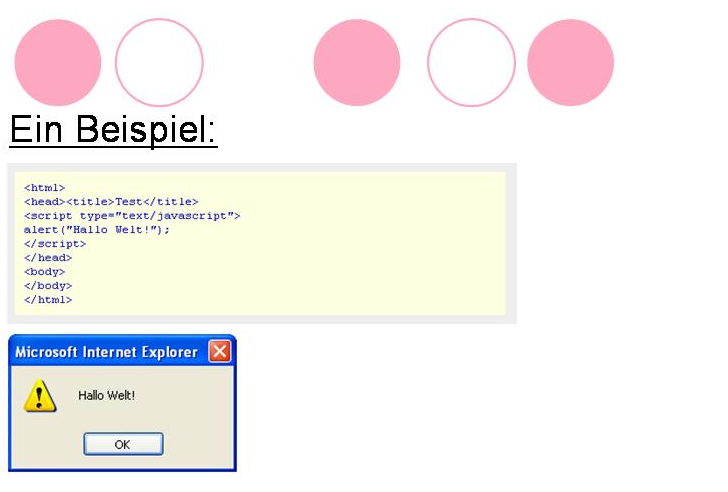 Ein Beispiel:
<html>
<head><title>Test</title>
<script type="text/javascript">
alert("Hallo Welt!");
</script>
</head>
<body>
</body>
</html>
Microsoft Internet Explorer
Hallo Welt!
OK